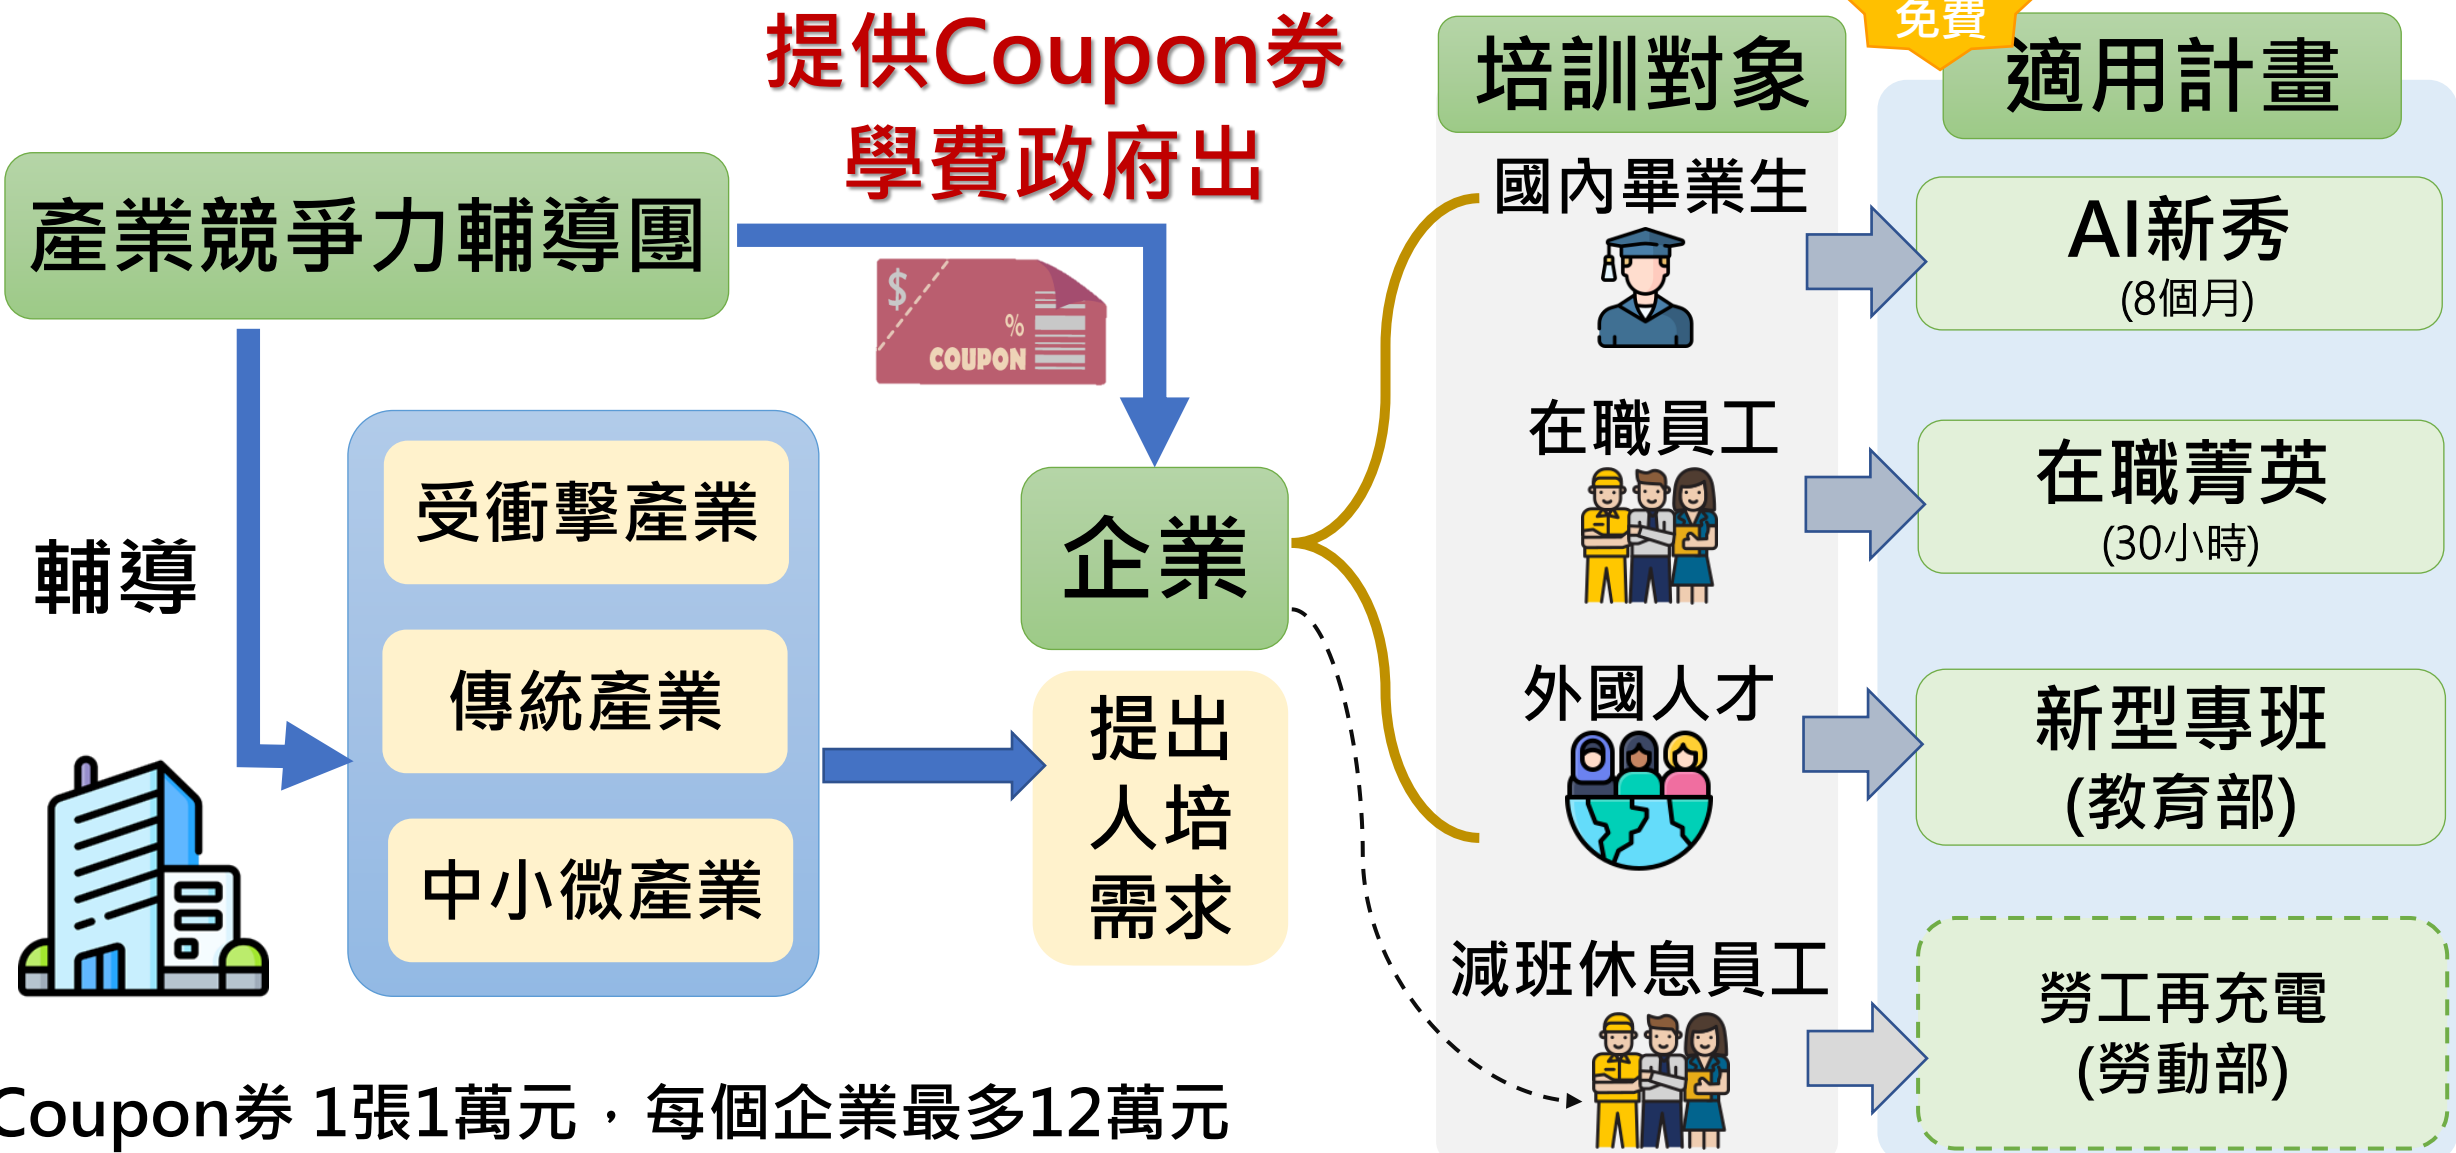 提供Coupon券
學費政府出
產業競爭力輔導團
$
%
COUPON
輔導
受衝擊產業
傳統產業
中小微產業
企業
提出
人培
需求
Coupon券 1張1萬元，每個企業最多12萬元
培訓對象
國內畢業生
在職員工
外國人才
減班休息員工
免費
適用計畫
AI新秀
(8個月)
在職菁英
(30小時)
新型專班
(教育部)
勞工再充電
(勞動部)